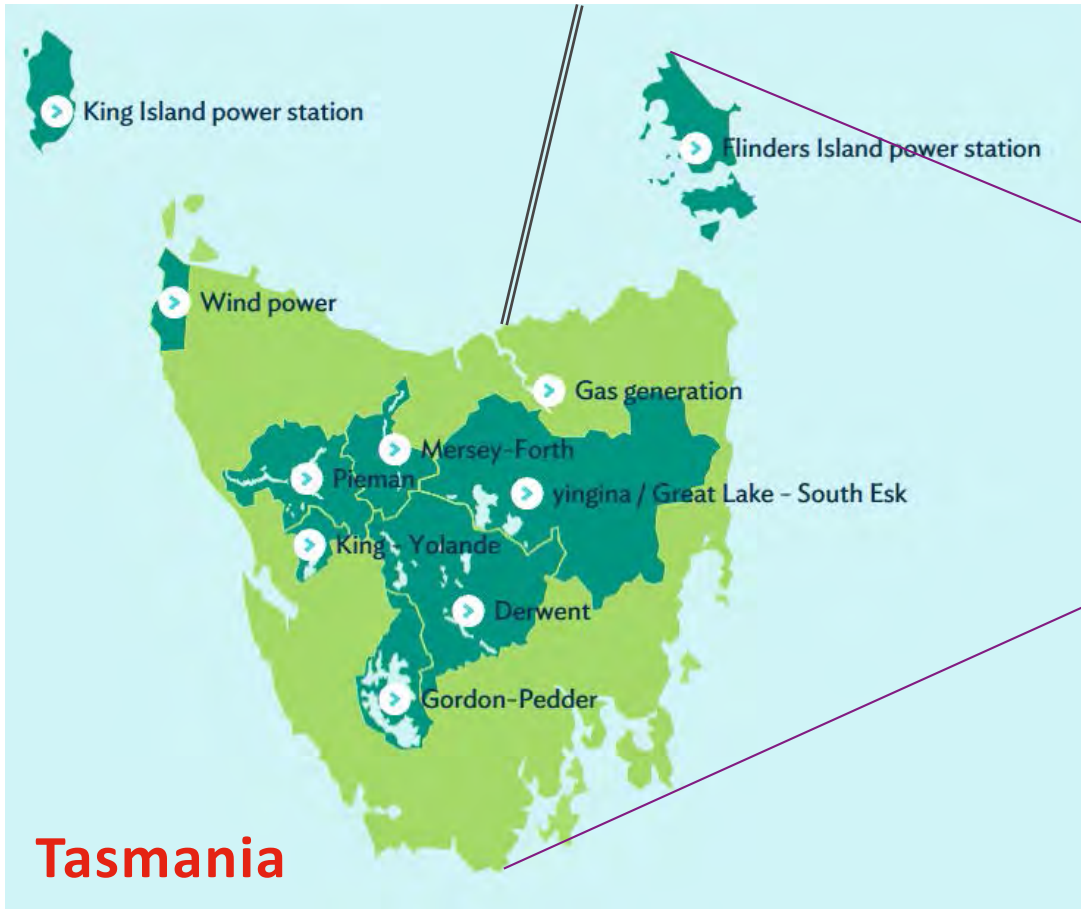 King Island power station
Flinders Island power station
Wind power
Gas generation
Mersey-Forth
Pieman
yingina / Great Lake - South Esk
King - Yolande
Derwent
Gordon-Pedder
Tasmania